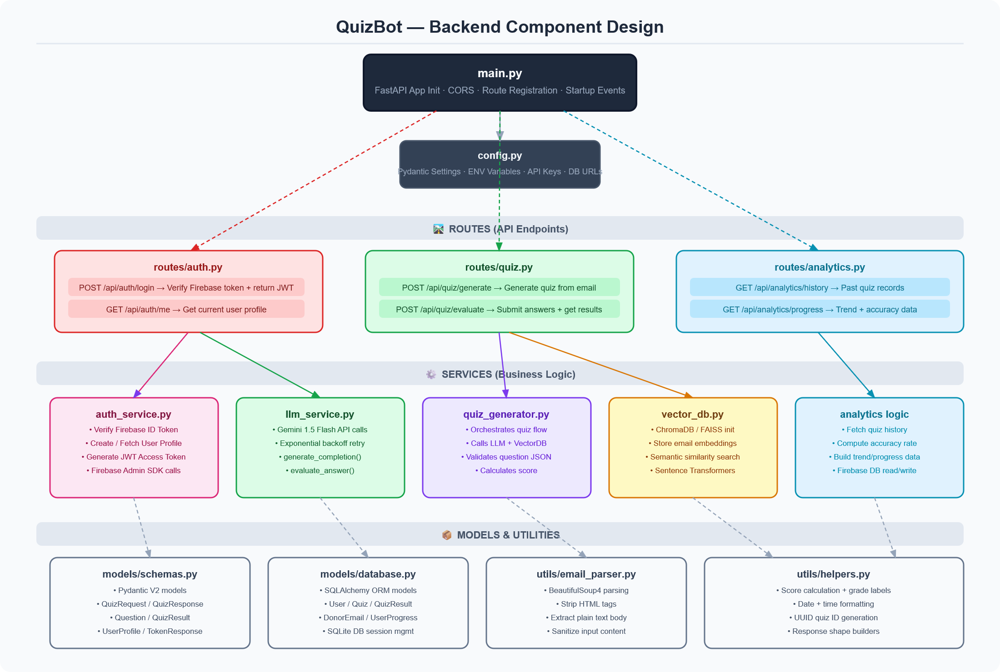 QuizBot — Backend Component Design
main.py
FastAPI App Init · CORS · Route Registration · Startup Events
config.py
Pydantic Settings · ENV Variables · API Keys · DB URLs
🛣️ ROUTES (API Endpoints)
routes/auth.py
POST /api/auth/login → Verify Firebase token + return JWT
GET /api/auth/me → Get current user profile
routes/quiz.py
POST /api/quiz/generate → Generate quiz from email
POST /api/quiz/evaluate → Submit answers + get results
routes/analytics.py
GET /api/analytics/history → Past quiz records
GET /api/analytics/progress → Trend + accuracy data
⚙️ SERVICES (Business Logic)
auth_service.py
• Verify Firebase ID Token
• Create / Fetch User Profile
• Generate JWT Access Token
• Firebase Admin SDK calls
llm_service.py
• Gemini 1.5 Flash API calls
• Exponential backoff retry
• generate_completion()
• evaluate_answer()
quiz_generator.py
• Orchestrates quiz flow
• Calls LLM + VectorDB
• Validates question JSON
• Calculates score
vector_db.py
• ChromaDB / FAISS init
• Store email embeddings
• Semantic similarity search
• Sentence Transformers
analytics logic
• Fetch quiz history
• Compute accuracy rate
• Build trend/progress data
• Firebase DB read/write
📦 MODELS & UTILITIES
models/schemas.py
• Pydantic V2 models
• QuizRequest / QuizResponse
• Question / QuizResult
• UserProfile / TokenResponse
models/database.py
• SQLAlchemy ORM models
• User / Quiz / QuizResult
• DonorEmail / UserProgress
• SQLite DB session mgmt
utils/email_parser.py
• BeautifulSoup4 parsing
• Strip HTML tags
• Extract plain text body
• Sanitize input content
utils/helpers.py
• Score calculation + grade labels
• Date + time formatting
• UUID quiz ID generation
• Response shape builders